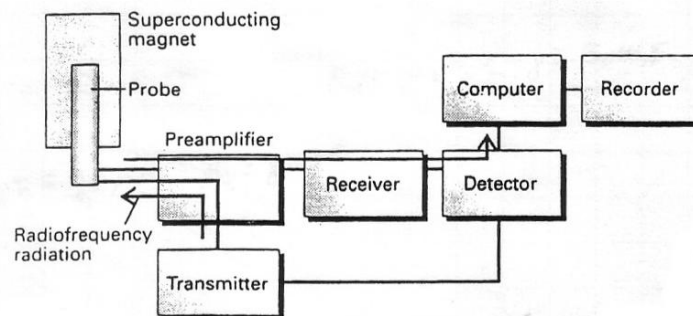 Superconducting
magnet
Probe
Preamplifier
Computer
Recorder
Receiver
Detector
Radiofrequency
radiation
Transmitter